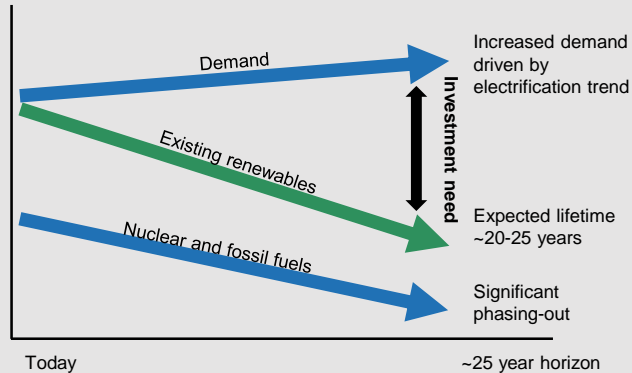 Demand
Increased demand
driven by
electrification trend
Investment need
Existing renewables
Expected lifetime
~20-25 years
Nuclear and fossil fuels
Significant
phasing-out
Today
~25 year horizon